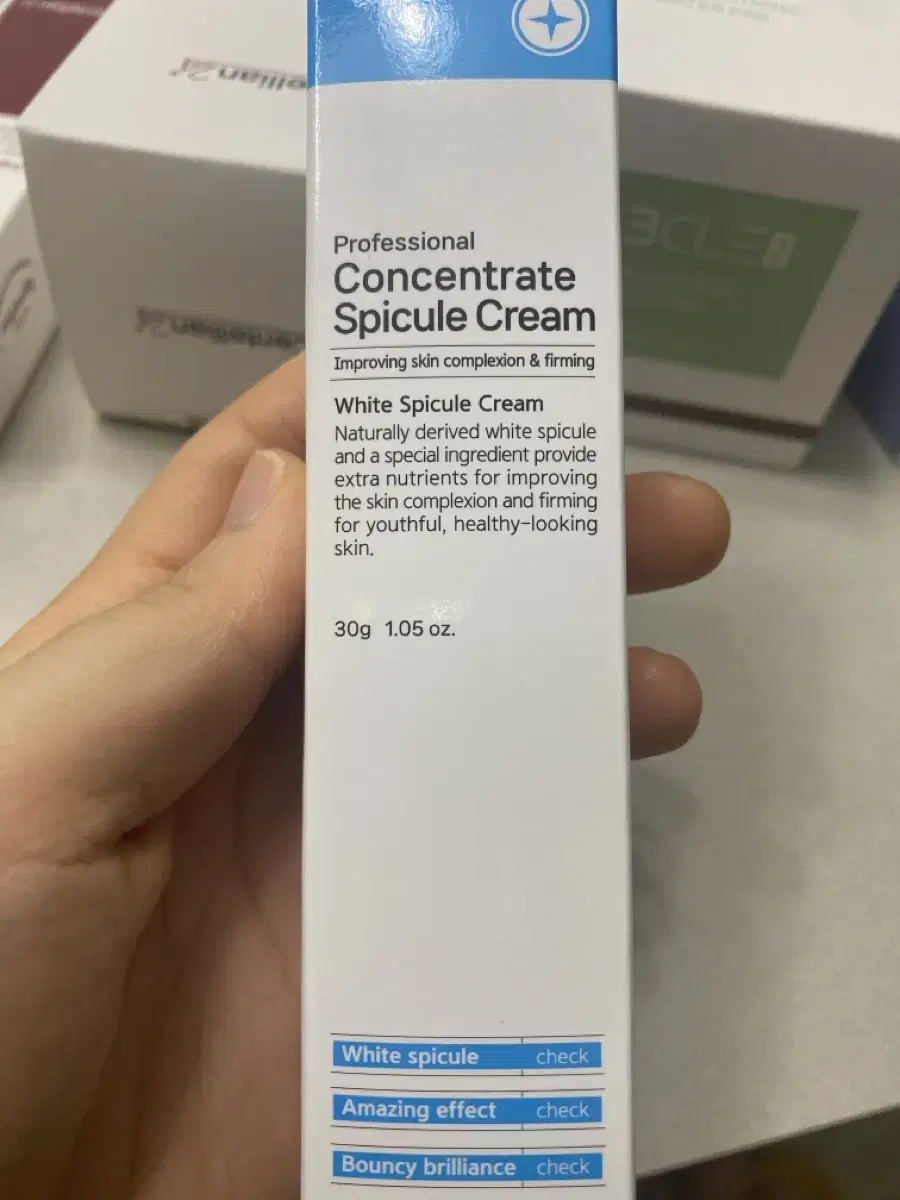 Professional
Concentrate
Spicule Cream
Improving skin complexion & firming
White Spicule Cream
Naturally derived white spicule
and a special ingredient provide
extra nutrients for improving
the skin complexion and firming
for youthful, healthy-looking
skin.
30g 1.05 oz.
White spicule check
Amazing effect check
Bouncy brilliance check